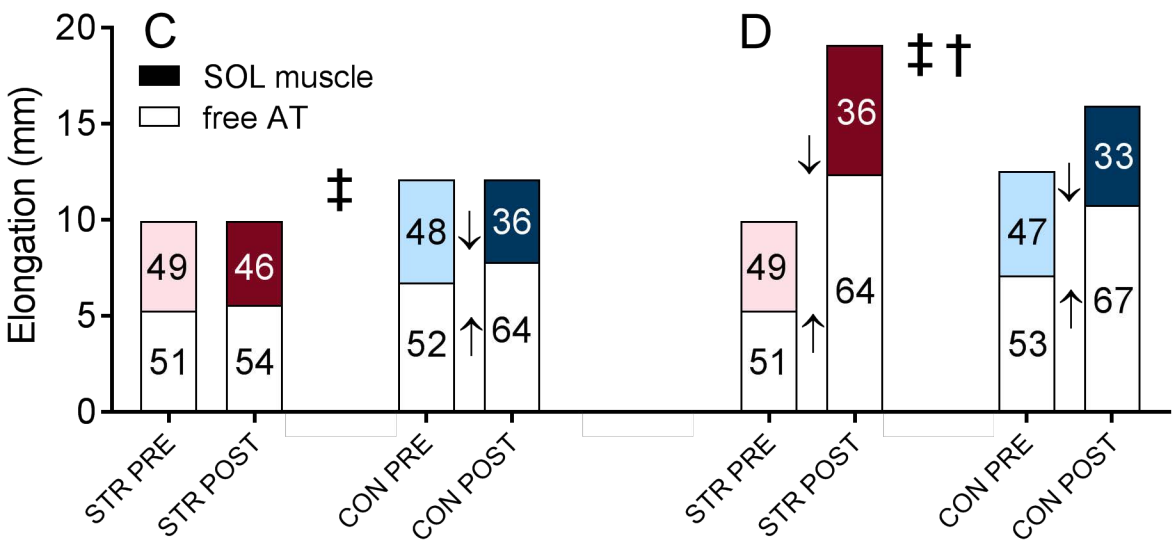 C
SOL muscle
free AT
Elongation (mm)
20
15
10
5
0
49
51
46
54
‡
48
52
↓
↑
36
64
D
49
51
↓
↑
36
64
‡ †
47
53
↓
↑
33
67
STR PRE
STR POST
CON PRE
CON POST
STR PRE
STR POST
CON PRE
CON POST